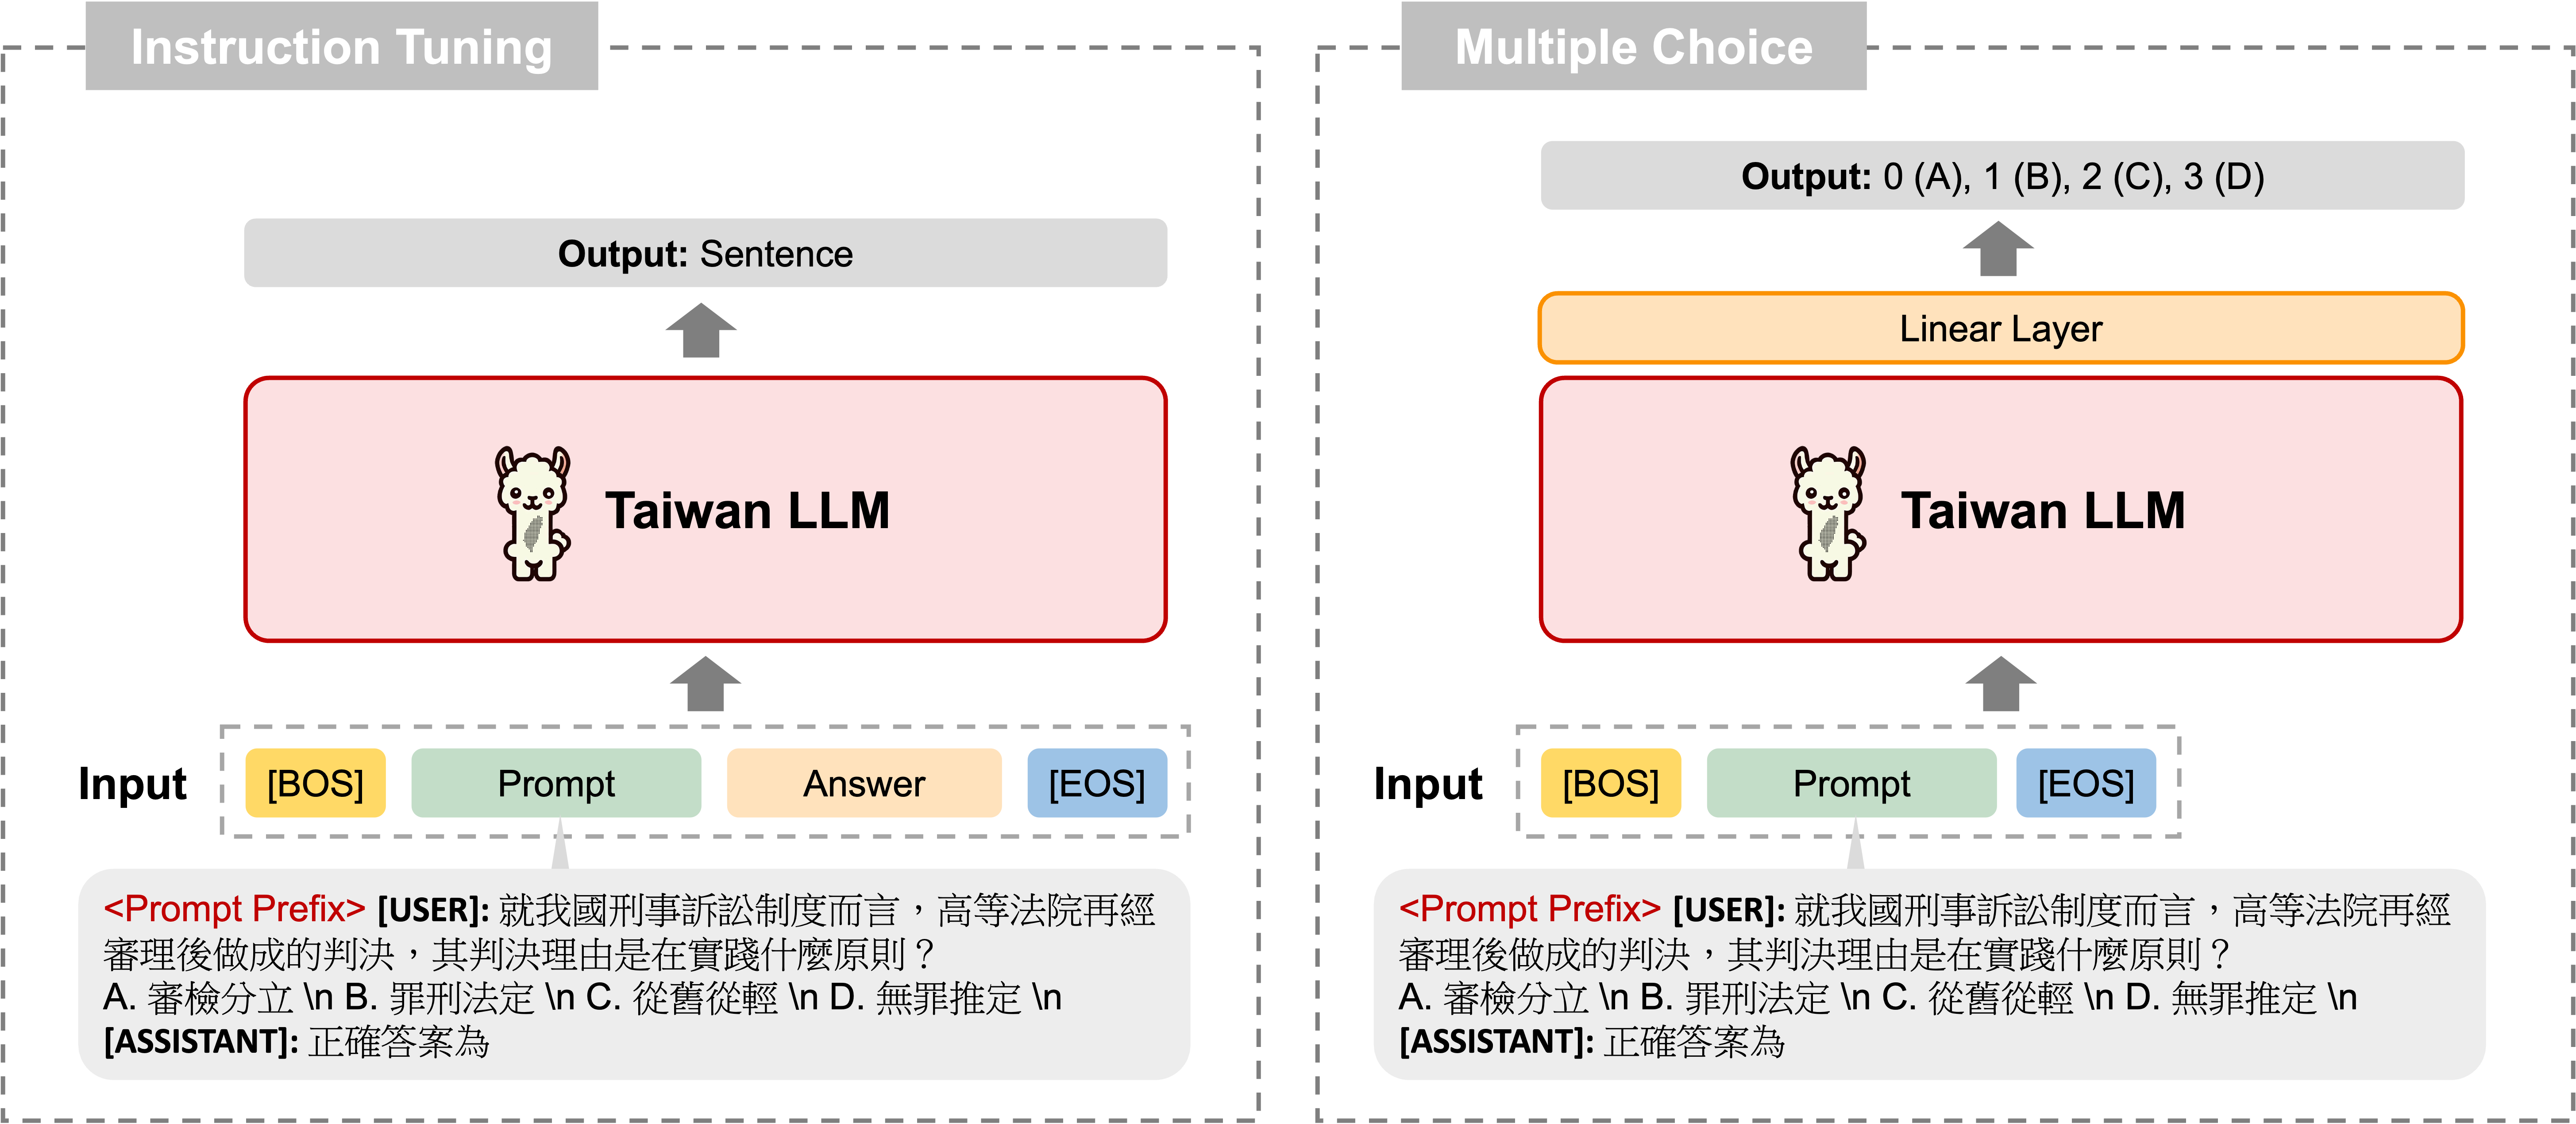 Instruction Tuning
Output: Sentence
Taiwan LLM
Input
[BOS]
Prompt
Answer
[EOS]
<Prompt Prefix> [USER]: 就我國刑事訴訟制度而言，高等法院再經
審理後做成的判決，其判決理由是在實踐什麼原則？
A. 審檢分立 \n B. 罪刑法定 \n C. 從舊從輕 \n D. 無罪推定 \n
[ASSISTANT]: 正確答案為
Multiple Choice
Output: 0 (A), 1 (B), 2 (C), 3 (D)
Linear Layer
Taiwan LLM
Input
[BOS]
Prompt
[EOS]
<Prompt Prefix> [USER]: 就我國刑事訴訟制度而言，高等法院再經
審理後做成的判決，其判決理由是在實踐什麼原則？
A. 審檢分立 \n B. 罪刑法定 \n C. 從舊從輕 \n D. 無罪推定 \n
[ASSISTANT]: 正確答案為